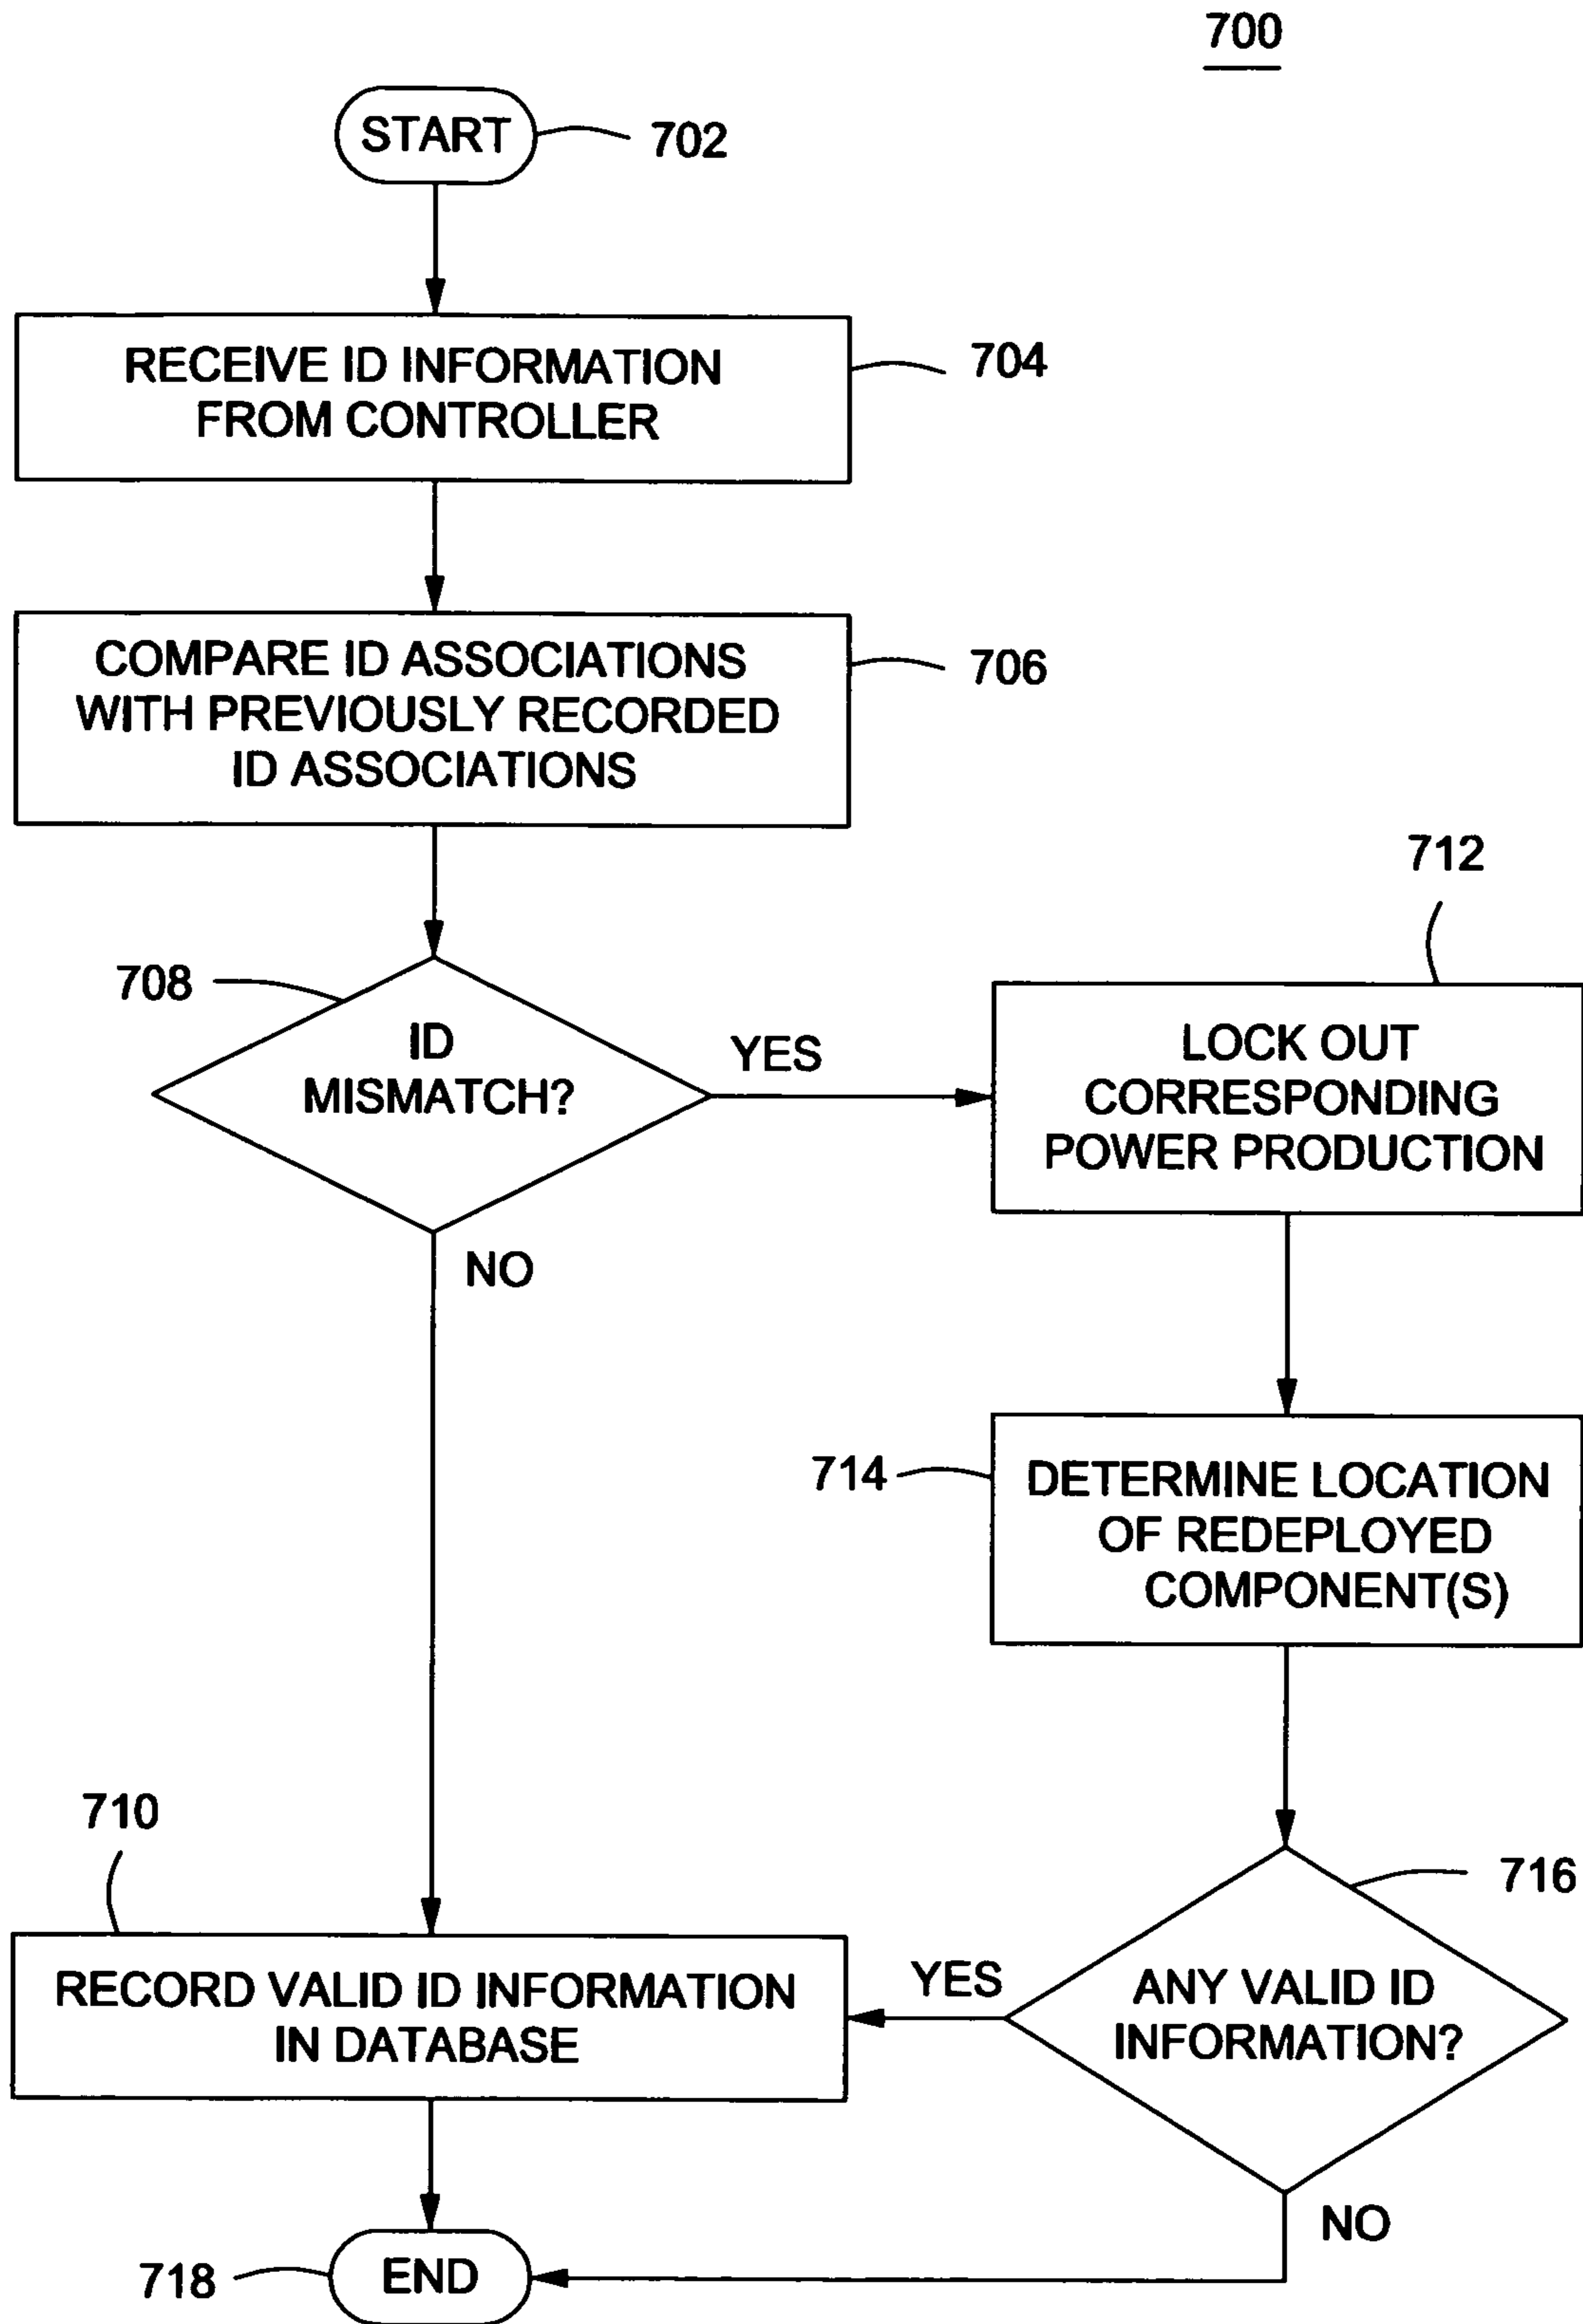 700
START
702
RECEIVE ID INFORMATION
FROM CONTROLLER
704
COMPARE ID ASSOCIATIONS
WITH PREVIOUSLY RECORDED
ID ASSOCIATIONS
706
708
ID
MISMATCH?
YES
NO
712
LOCK OUT
CORRESPONDING
POWER PRODUCTION
714
DETERMINE LOCATION
OF REDEPLOYED
COMPONENT(S)
716
ANY VALID ID
INFORMATION?
YES
NO
710
RECORD VALID ID INFORMATION
IN DATABASE
718
END